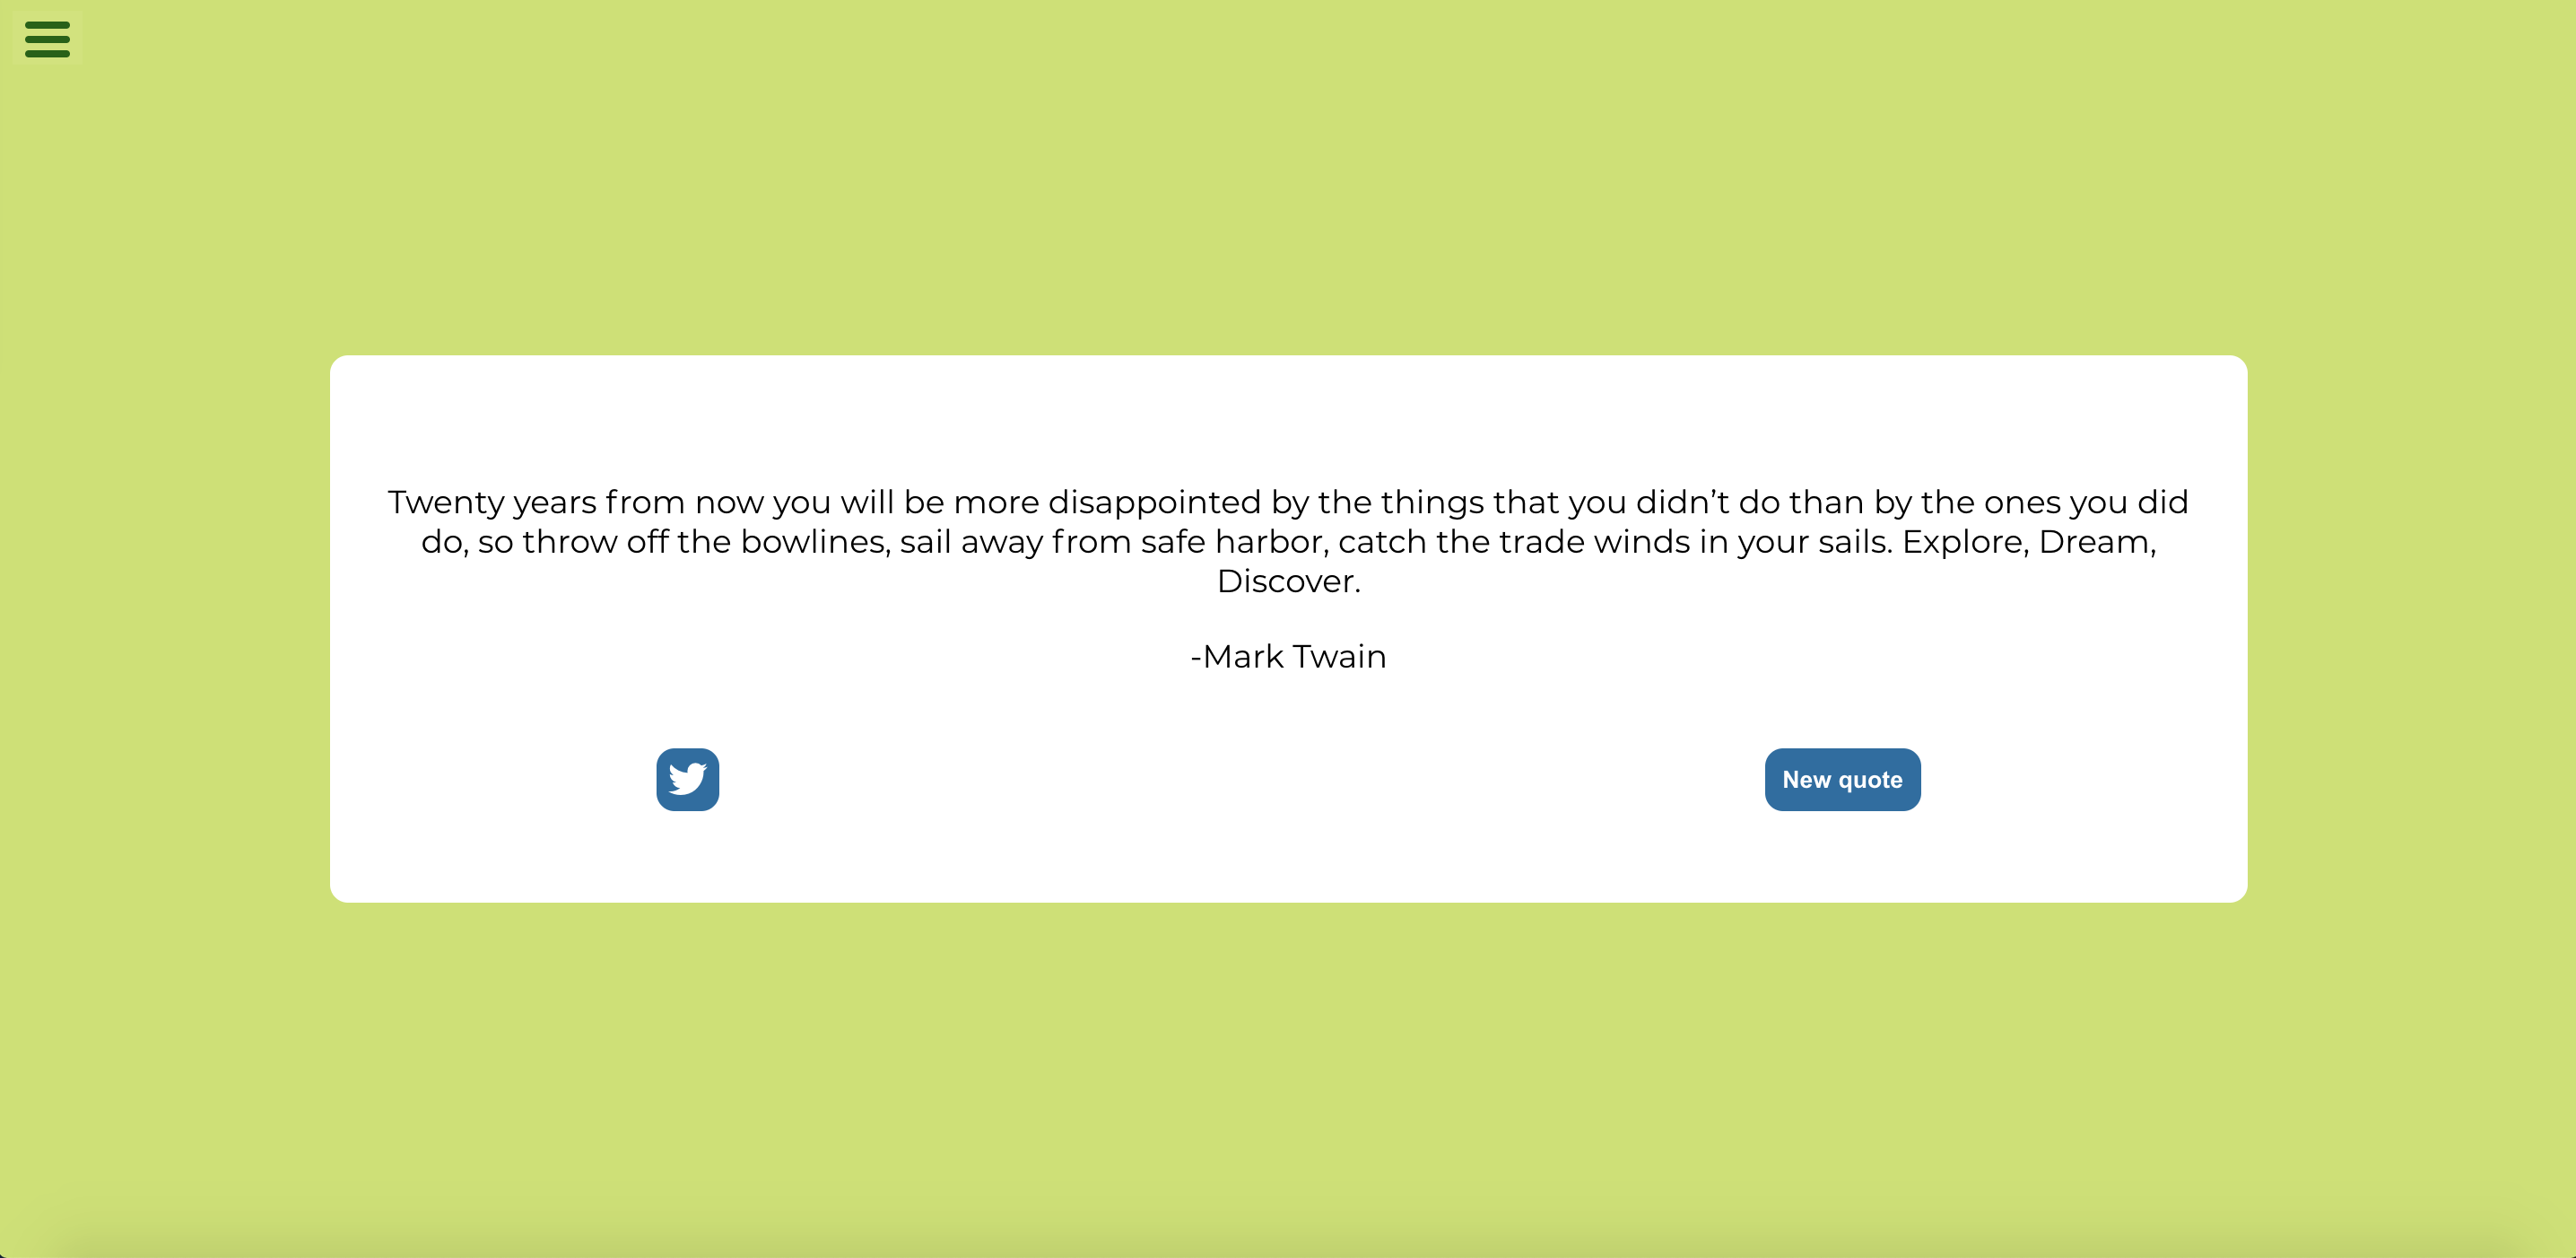 Twenty years from now you will be more disappointed by the things that you didn’t do than by the ones you did
do, so throw off the bowlines, sail away from safe harbor, catch the trade winds in your sails. Explore, Dream,
Discover.
-Mark Twain
New quote